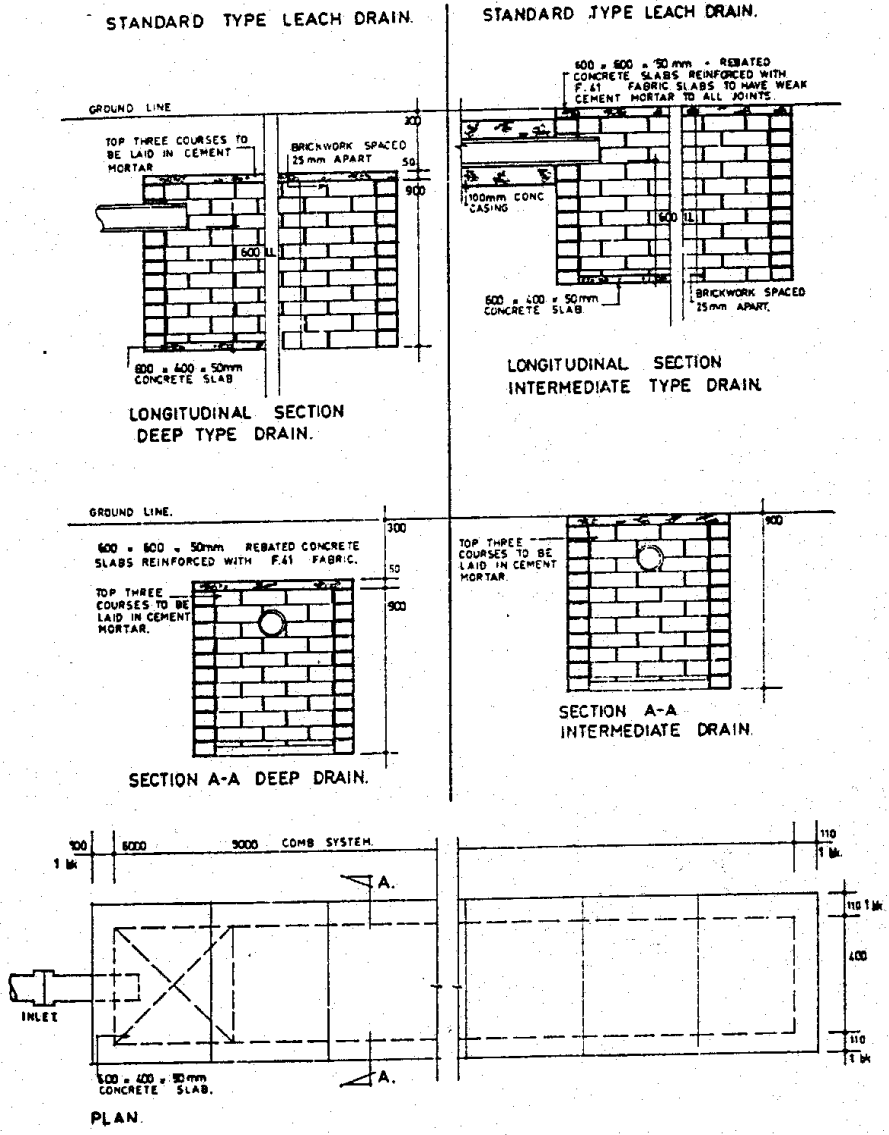 STANDARD TYPE LEACH DRAIN.
GROUND LINE
TOP THREE COURSES TO
BE LAID IN CEMENT
MORTAR
BRICKWORK SPACED
25mm APART
300
50
900
600 LL
600 x 400 x 50mm
CONCRETE SLAB
LONGITUDINAL SECTION
DEEP TYPE DRAIN.
STANDARD TYPE LEACH DRAIN.
600 x 600 x 50mm - REBATED
CONCRETE SLABS REINFORCED WITH
F.41 FABRIC SLABS TO HAVE WEAK
CEMENT MORTAR TO ALL JOINTS.
100mm CONC
CASING
600 LL
600 x 400 x 50mm
CONCRETE SLAB.
BRICKWORK SPACED
25mm APART.
LONGITUDINAL SECTION
INTERMEDIATE TYPE DRAIN.
GROUND LINE.
600 x 600 x 50mm REBATED CONCRETE
SLABS REINFORCED WITH F.41 FABRIC.
TOP THREE
COURSES TO BE
LAID IN CEMENT
MORTAR.
300
50
900
SECTION A-A DEEP DRAIN.
TOP THREE
COURSES TO BE
LAID IN CEMENT
MORTAR.
900
SECTION A-A
INTERMEDIATE DRAIN.
1 bk
6000
9000 COMB SYSTEM.
110
1 bk.
A.
110 1 bk.
400
110
1 bk
INLET
A.
600 x 400 x 50mm
CONCRETE SLAB.
PLAN.